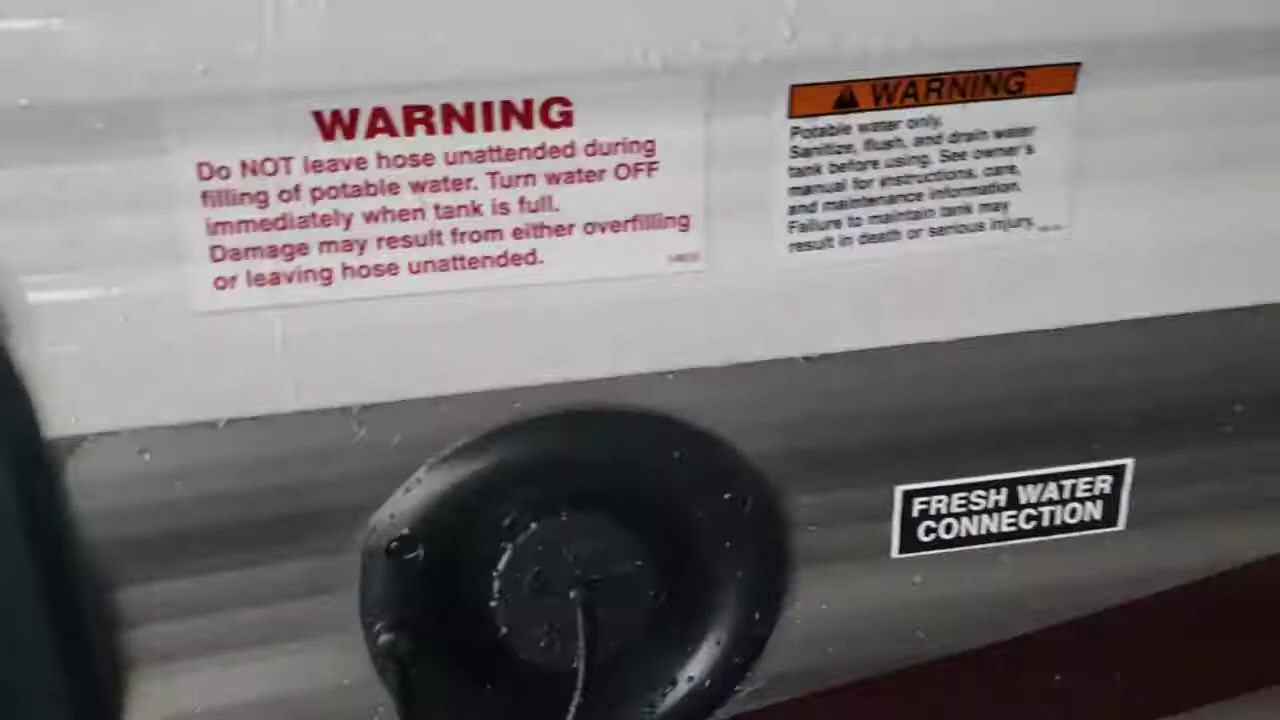 WARNING
Do NOT leave hose unattended during
filling of potable water. Turn water OFF
immediately when tank is full.
Damage may result from either overfilling
or leaving hose unattended.
WARNING
Potable water only.
Sanitize, flush, and drain water
tank before using. See owner's
manual for instructions, care,
and maintenance information.
Failure to maintain tank may
result in death or serious injury.
FRESH WATER
CONNECTION